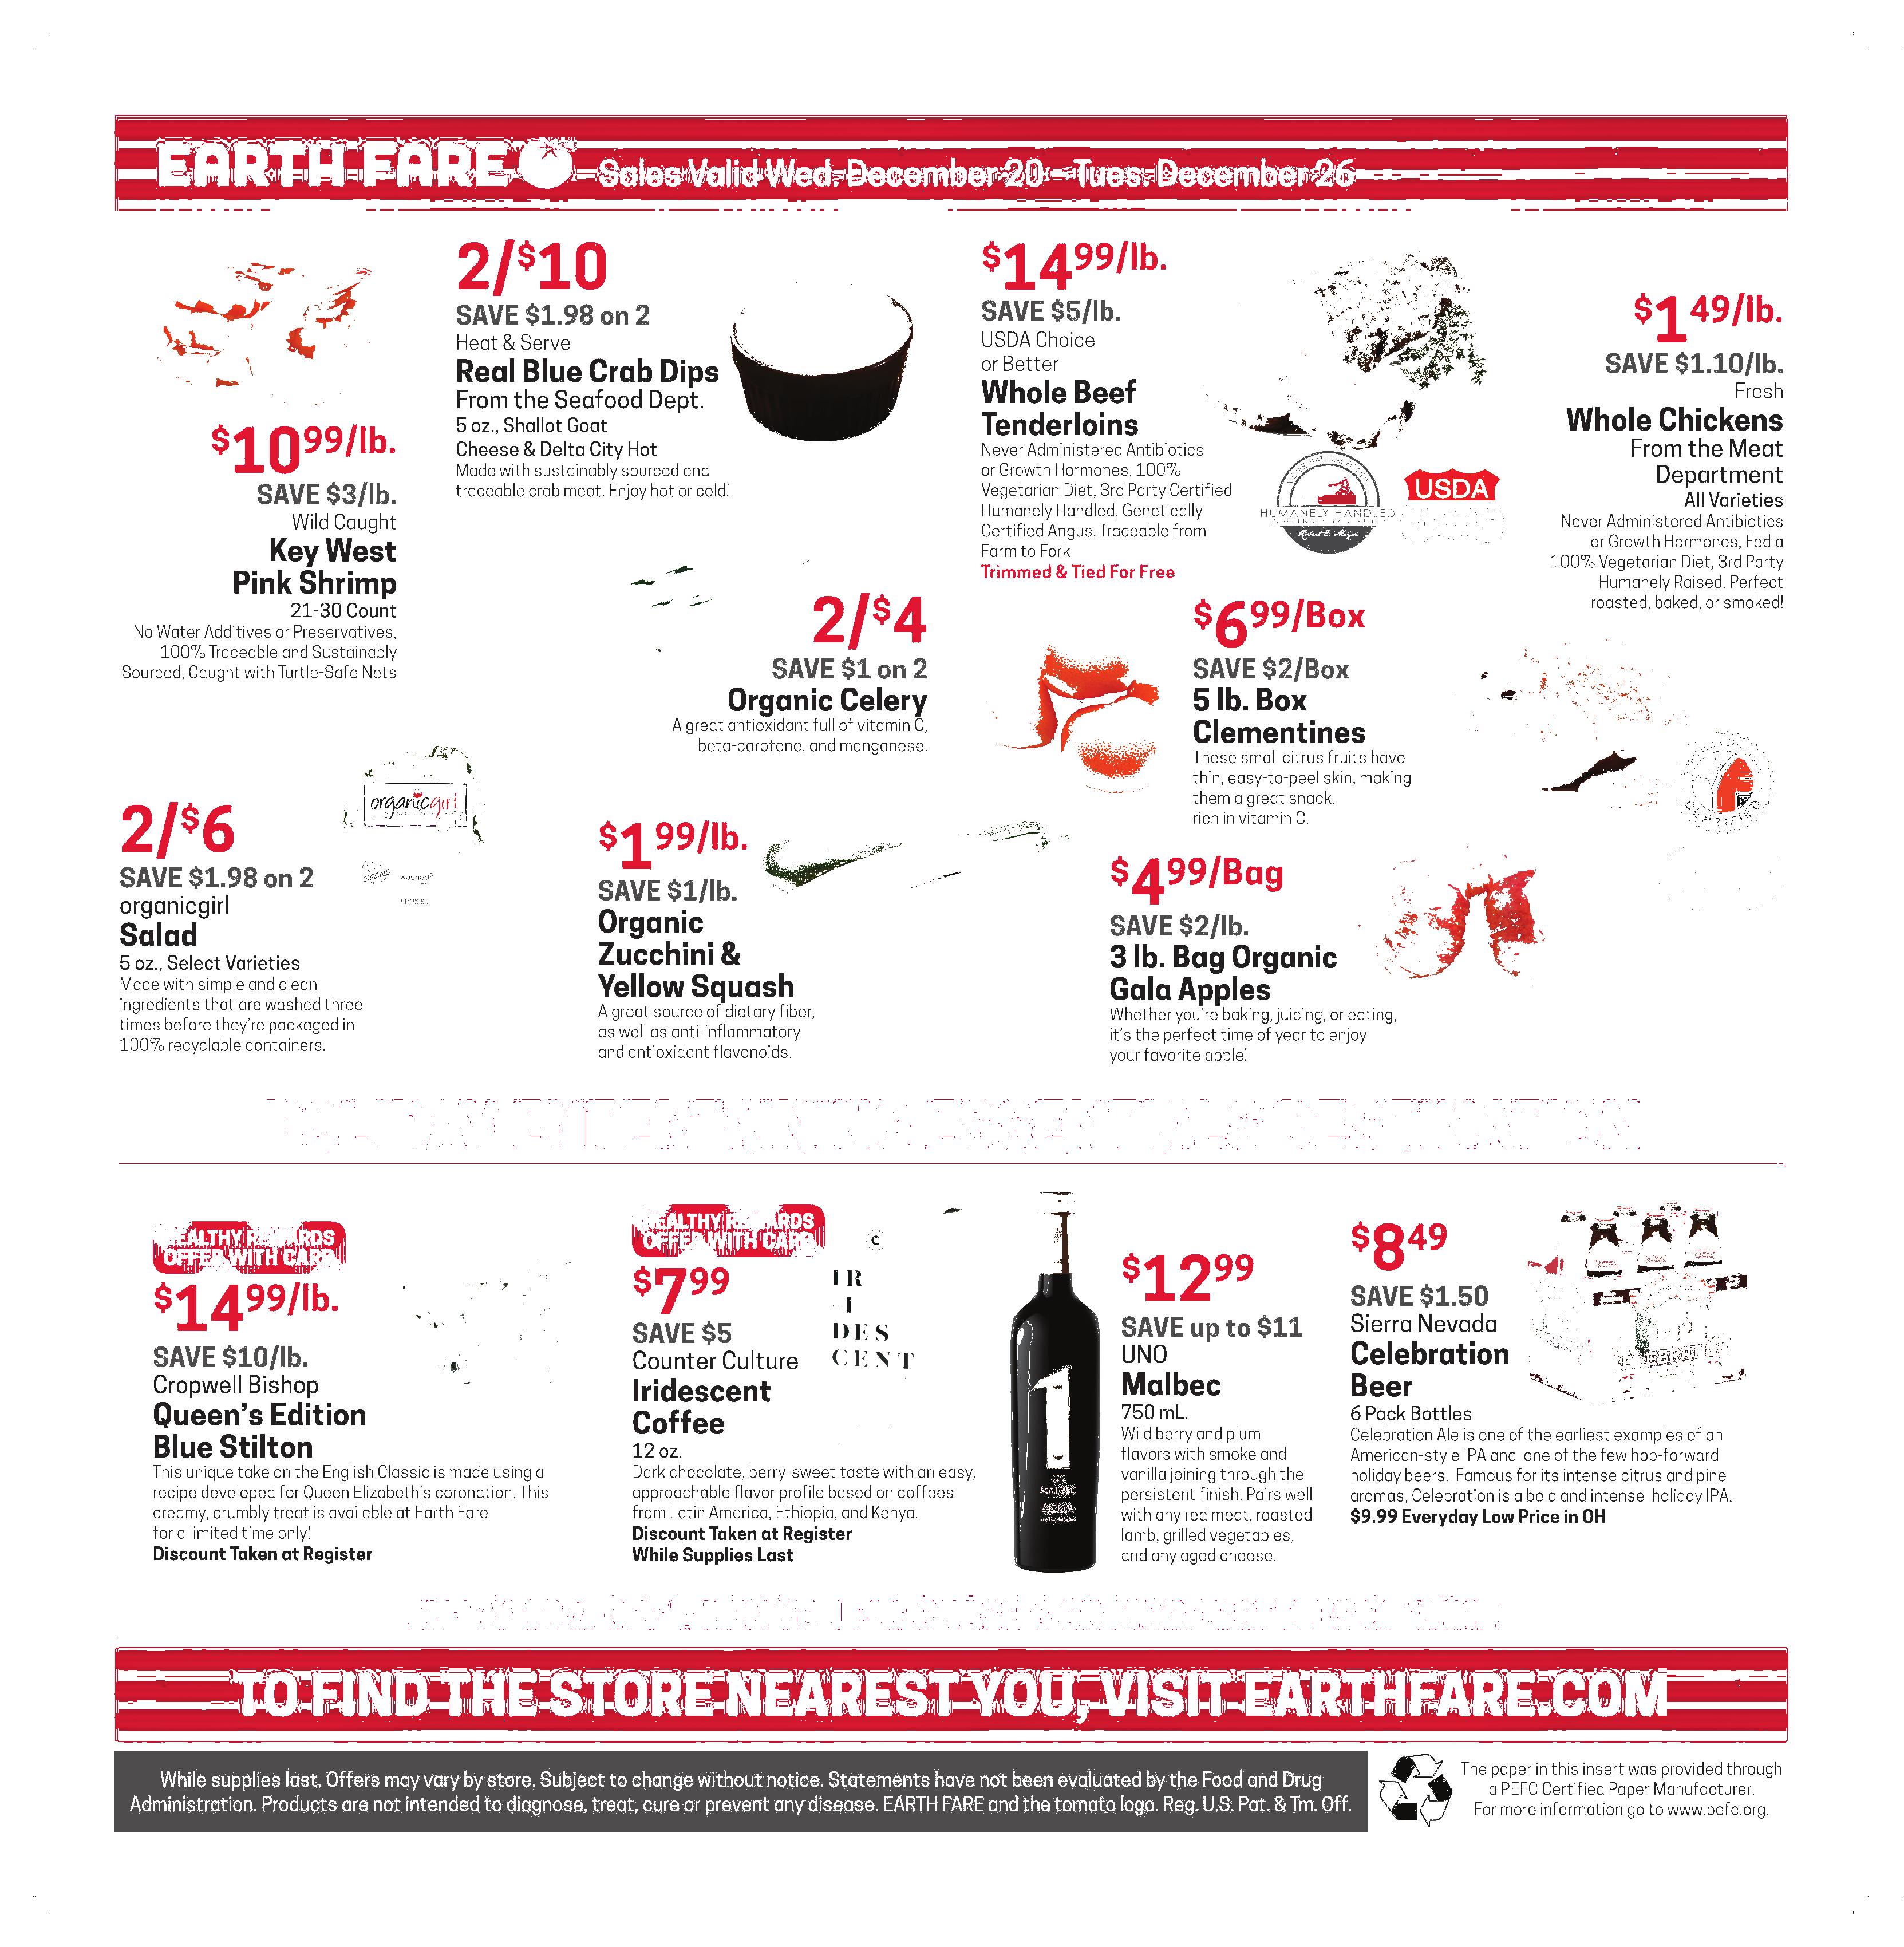 EARTH FARE Sales Valid Wed. December 20 - Tues. December 26
$10 99/lb.
SAVE $3/lb.
Wild Caught
Key West
Pink Shrimp
21-30 Count
No Water Additives or Preservatives,
100% Traceable and Sustainably
Sourced, Caught with Turtle-Safe Nets
2/$10
SAVE $1.98 on 2
Heat & Serve
Real Blue Crab Dips
From the Seafood Dept.
5 oz., Shallot Goat
Cheese & Delta City Hot
Made with sustainably sourced and
traceable crab meat. Enjoy hot or cold!
$14 99/lb.
SAVE $5/lb.
USDA Choice
or Better
Whole Beef
Tenderloins
Never Administered Antibiotics
or Growth Hormones, 100%
Vegetarian Diet, 3rd Party Certified
Humanely Handled, Genetically
Certified Angus, Traceable from
Farm to Fork
Trimmed & Tied For Free
MEYER NATURAL FOODS
HUMANELY HANDLED
Robert E. Meyer
USDA
$1 49/lb.
SAVE $1.10/lb.
Fresh
Whole Chickens
From the Meat
Department
All Varieties
Never Administered Antibiotics
or Growth Hormones, Fed a
100% Vegetarian Diet, 3rd Party
Humanely Raised. Perfect
roasted, baked, or smoked!
2/$4
SAVE $1 on 2
Organic Celery
A great antioxidant full of vitamin C,
beta-carotene, and manganese.
$6 99/Box
SAVE $2/Box
5 lb. Box
Clementines
These small citrus fruits have
thin, easy-to-peel skin, making
them a great snack,
rich in vitamin C.
CERTIFIED
2/$6
SAVE $1.98 on 2
organicgirl
Salad
5 oz., Select Varieties
Made with simple and clean
ingredients that are washed three
times before they're packaged in
100% recyclable containers.
organicgirl
organic
washed
$1 99/lb.
SAVE $1/lb.
Organic
Zucchini &
Yellow Squash
A great source of dietary fiber,
as well as anti-inflammatory
and antioxidant flavonoids.
$4 99/Bag
SAVE $2/lb.
3 lb. Bag Organic
Gala Apples
Whether you're baking, juicing, or eating,
it's the perfect time of year to enjoy
your favorite apple!
HEALTHY REWARDS
OFFER WITH CARD
$14 99/lb.
SAVE $10/lb.
Cropwell Bishop
Queen's Edition
Blue Stilton
This unique take on the English Classic is made using a
recipe developed for Queen Elizabeth's coronation. This
creamy, crumbly treat is available at Earth Fare
for a limited time only!
Discount Taken at Register
HEALTHY REWARDS
OFFER WITH CARD
$7 99
SAVE $5
Counter Culture
Iridescent
Coffee
12 oz.
Dark chocolate, berry-sweet taste with an easy,
approachable flavor profile based on coffees
from Latin America, Ethiopia, and Kenya.
Discount Taken at Register
While Supplies Last
C
IR
-I
DES
CENT
1
MALBEC
$12 99
SAVE up to $11
UNO
Malbec
750 mL.
Wild berry and plum
flavors with smoke and
vanilla joining through the
persistent finish. Pairs well
with any red meat, roasted
lamb, grilled vegetables,
and any aged cheese.
$8 49
SAVE $1.50
Sierra Nevada
Celebration
Beer
6 Pack Bottles
Celebration Ale is one of the earliest examples of an
American-style IPA and one of the few hop-forward
holiday beers. Famous for its intense citrus and pine
aromas, Celebration is a bold and intense holiday IPA.
$9.99 Everyday Low Price in OH
TO FIND THE STORE NEAREST YOU, VISIT EARTHFARE.COM
While supplies last. Offers may vary by store. Subject to change without notice. Statements have not been evaluated by the Food and Drug
Administration. Products are not intended to diagnose, treat, cure or prevent any disease. EARTH FARE and the tomato logo. Reg. U.S. Pat. & Tm. Off.
The paper in this insert was provided through
a PEFC Certified Paper Manufacturer.
For more information go to www.pefc.org.